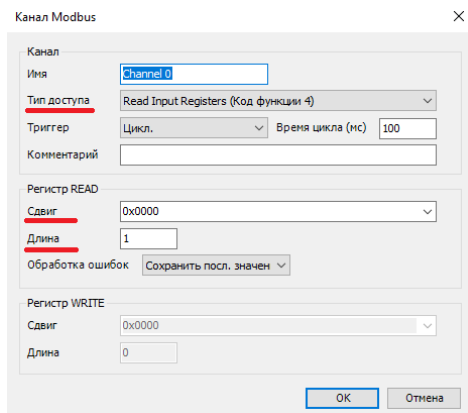 Канал Modbus
Канал
Имя Channel 0
Тип доступа Read Input Registers (Код функции 4)
Триггер Цикл. Время цикла (мс) 100
Комментарий
Регистр READ
Сдвиг 0x0000
Длина 1
Обработка ошибок Сохранить посл. значен
Регистр WRITE
Сдвиг 0x0000
Длина 0
OK Отмена